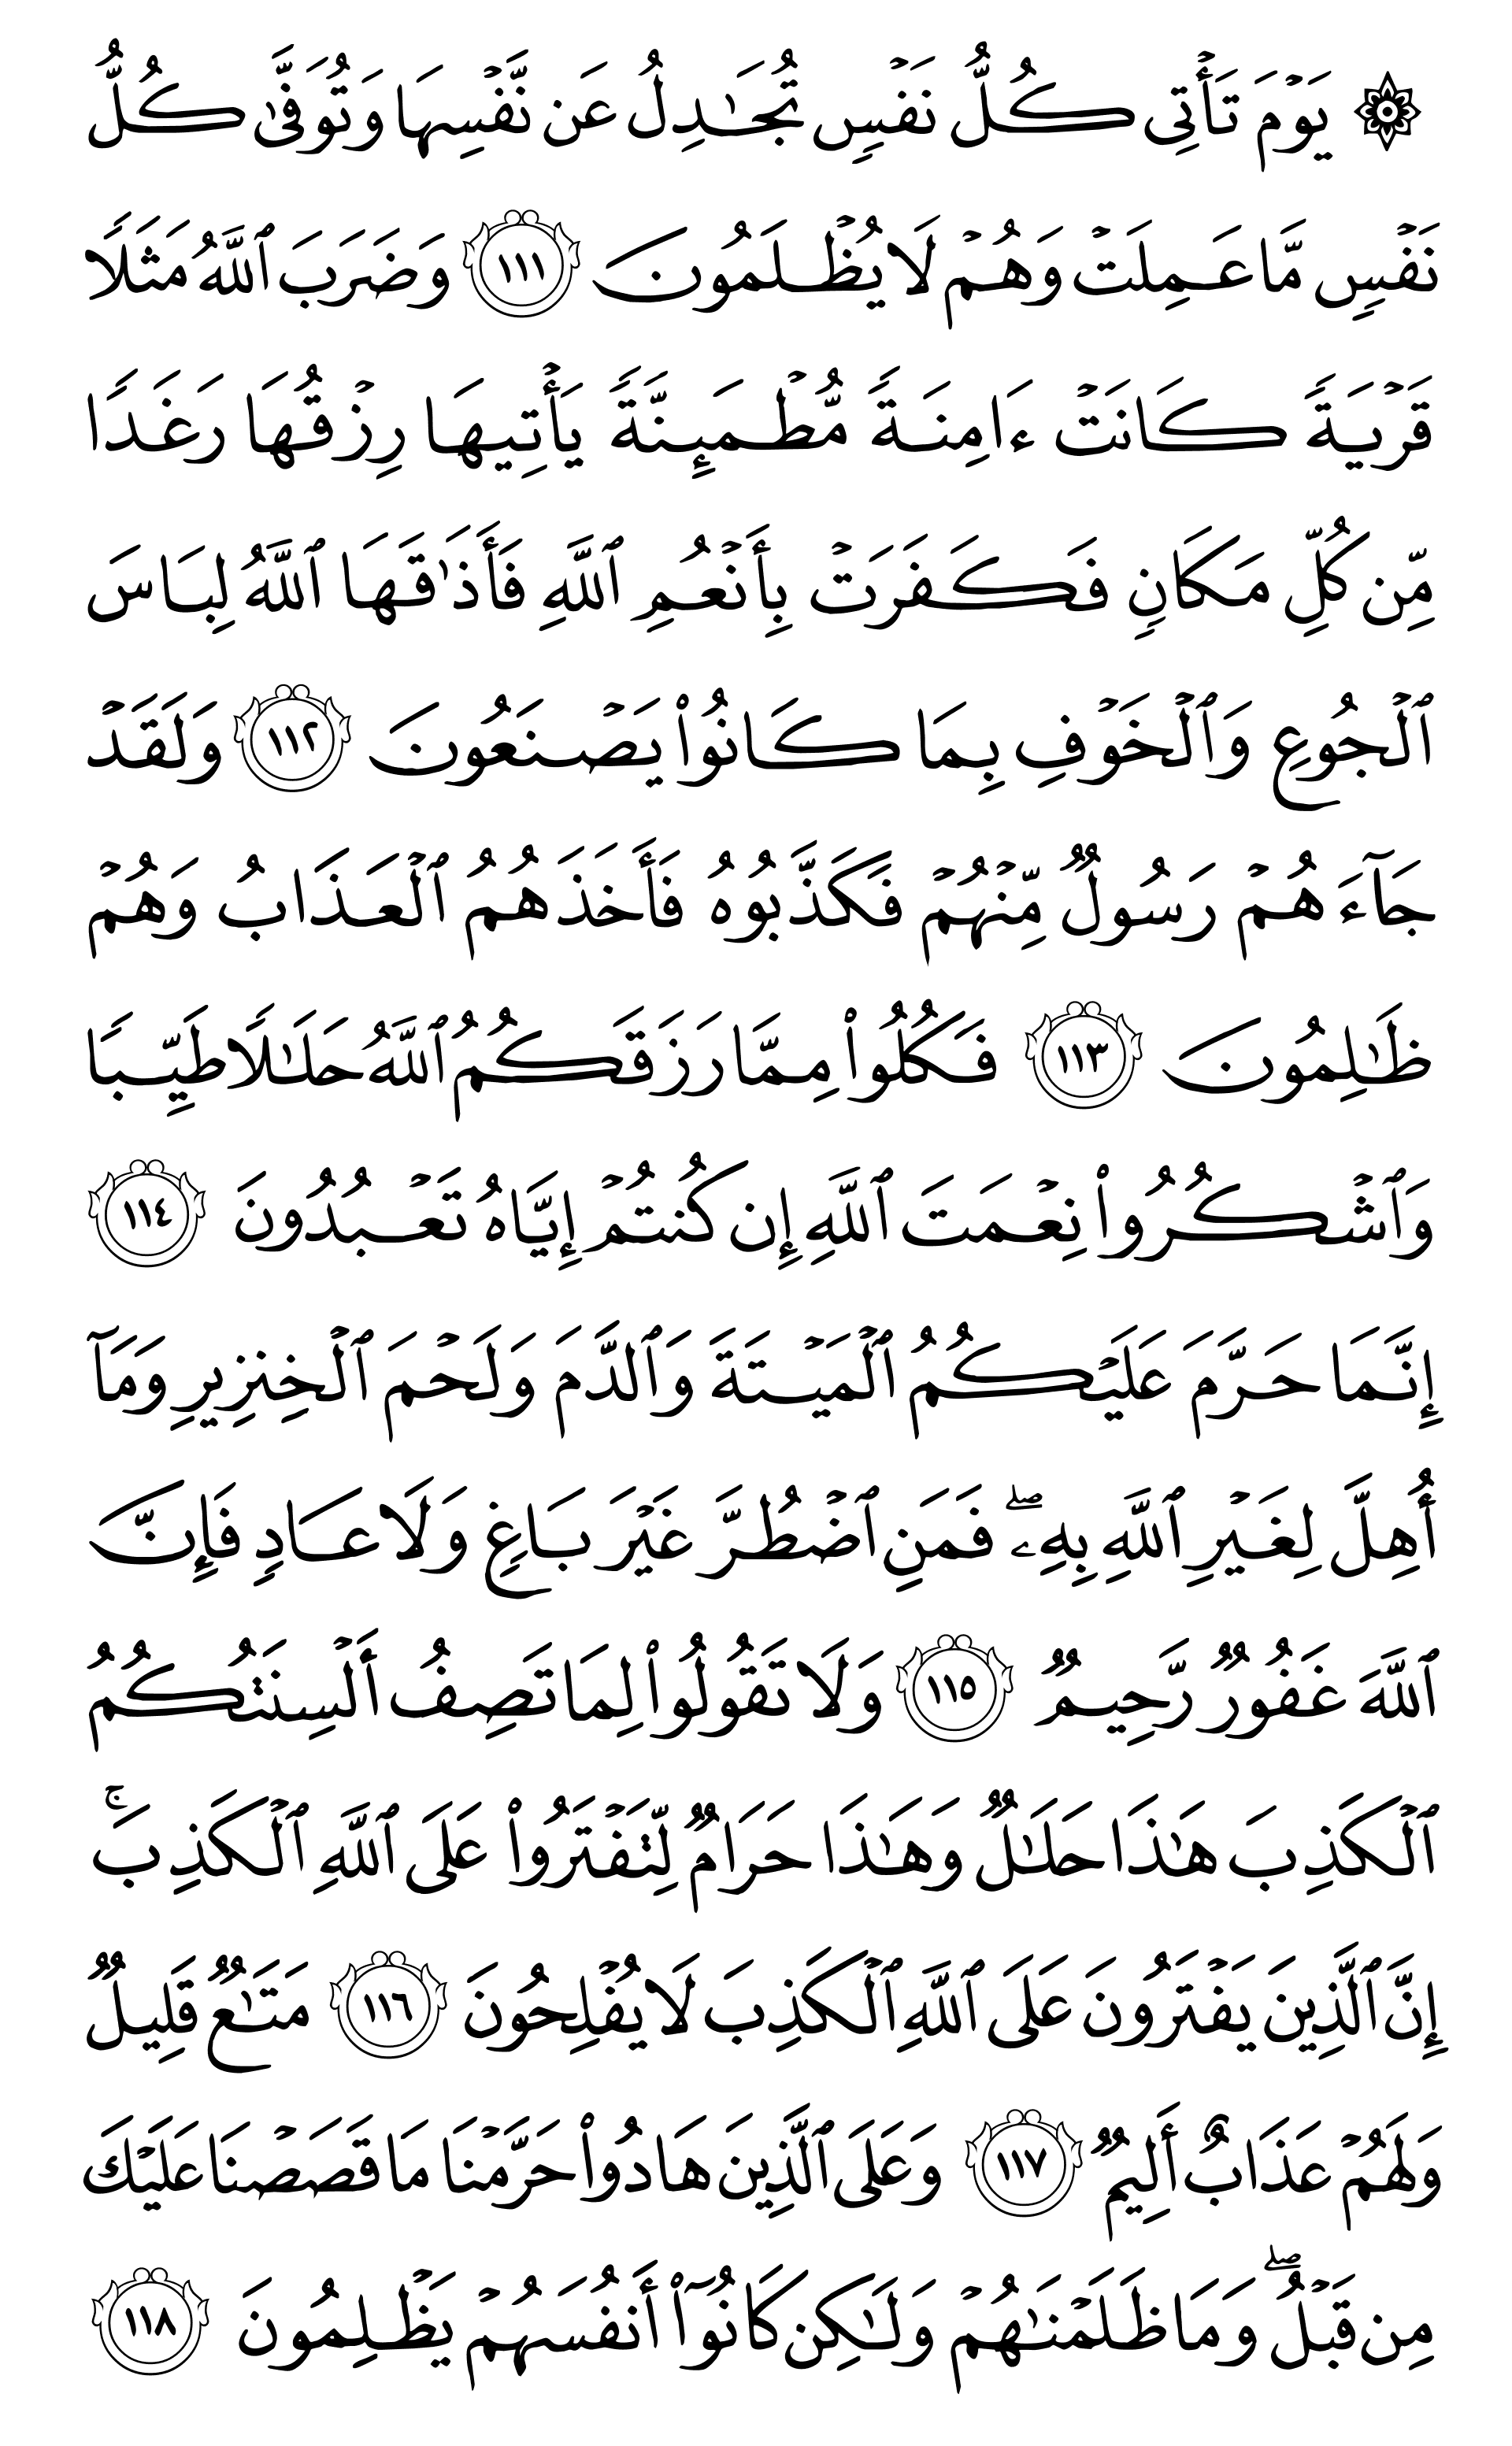 ۞ يَوۡمَ تَأۡتِي كُلُّ نَفۡسٖ تُجَٰدِلُ عَن نَّفۡسِهَا وَتُوَفَّىٰ كُلُّ
نَفۡسٖ مَّا عَمِلَتۡ وَهُمۡ لَا يُظۡلَمُونَ ١١١ وَضَرَبَ ٱللَّهُ مَثَلٗا
قَرۡيَةٗ كَانَتۡ ءَامِنَةٗ مُّطۡمَئِنَّةٗ يَأۡتِيهَا رِزۡقُهَا رَغَدٗا
مِّن كُلِّ مَكَانٖ فَكَفَرَتۡ بِأَنۡعُمِ ٱللَّهِ فَأَذَٰقَهَا ٱللَّهُ لِبَاسَ
ٱلۡجُوعِ وَٱلۡخَوۡفِ بِمَا كَانُواْ يَصۡنَعُونَ ١١٢ وَلَقَدۡ
جَآءَهُمۡ رَسُولٞ مِّنۡهُمۡ فَكَذَّبُوهُ فَأَخَذَهُمُ ٱلۡعَذَابُ وَهُمۡ
ظَٰلِمُونَ ١١٣ فَكُلُواْ مِمَّا رَزَقَكُمُ ٱللَّهُ حَلَٰلٗا طَيِّبٗا
وَٱشۡكُرُواْ نِعۡمَتَ ٱللَّهِ إِن كُنتُمۡ إِيَّاهُ تَعۡبُدُونَ ١١٤
إِنَّمَا حَرَّمَ عَلَيۡكُمُ ٱلۡمَيۡتَةَ وَٱلدَّمَ وَلَحۡمَ ٱلۡخِنزِيرِ وَمَآ
أُهِلَّ لِغَيۡرِ ٱللَّهِ بِهِۦۖ فَمَنِ ٱضۡطُرَّ غَيۡرَ بَاغٖ وَلَا عَادٖ فَإِنَّ
ٱللَّهَ غَفُورٞ رَّحِيمٞ ١١٥ وَلَا تَقُولُواْ لِمَا تَصِفُ أَلۡسِنَتُكُمُ
ٱلۡكَذِبَ هَٰذَا حَلَٰلٞ وَهَٰذَا حَرَامٞ لِّتَفۡتَرُواْ عَلَى ٱللَّهِ ٱلۡكَذِبَۚ
إِنَّ ٱلَّذِينَ يَفۡتَرُونَ عَلَى ٱللَّهِ ٱلۡكَذِبَ لَا يُفۡلِحُونَ ١١٦ مَتَٰعٞ قَلِيلٞ
وَلَهُمۡ عَذَابٌ أَلِيمٞ ١١٧ وَعَلَى ٱلَّذِينَ هَادُواْ حَرَّمۡنَا مَا قَصَصۡنَا عَلَيۡكَ
مِن قَبۡلُۖ وَمَا ظَلَمۡنَٰهُمۡ وَلَٰكِن كَانُوٓاْ أَنفُسَهُمۡ يَظۡلِمُونَ ١١٨